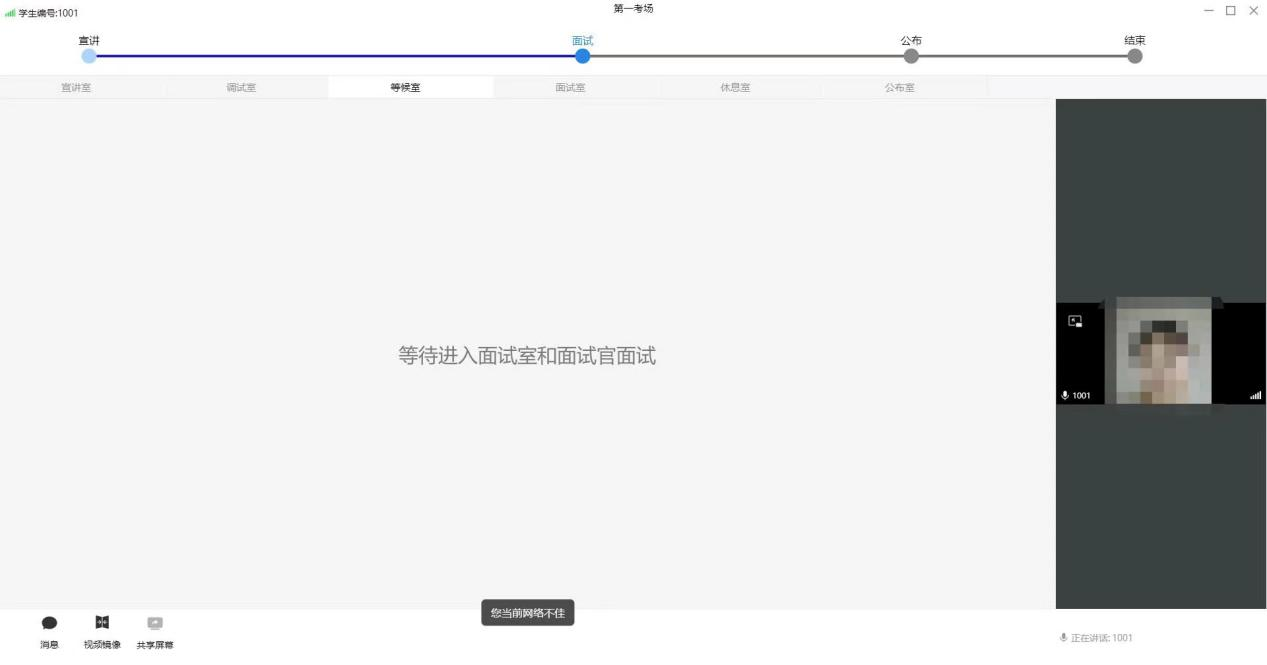 学生编号:1001
第一考场
宣讲 面试 公布 结束
宣讲室 调试室 等候室 面试室 休息室 公布室
等待进入面试室和面试官面试
1001
您当前网络不佳
消息 视频镜像 共享屏幕
正在讲话: 1001